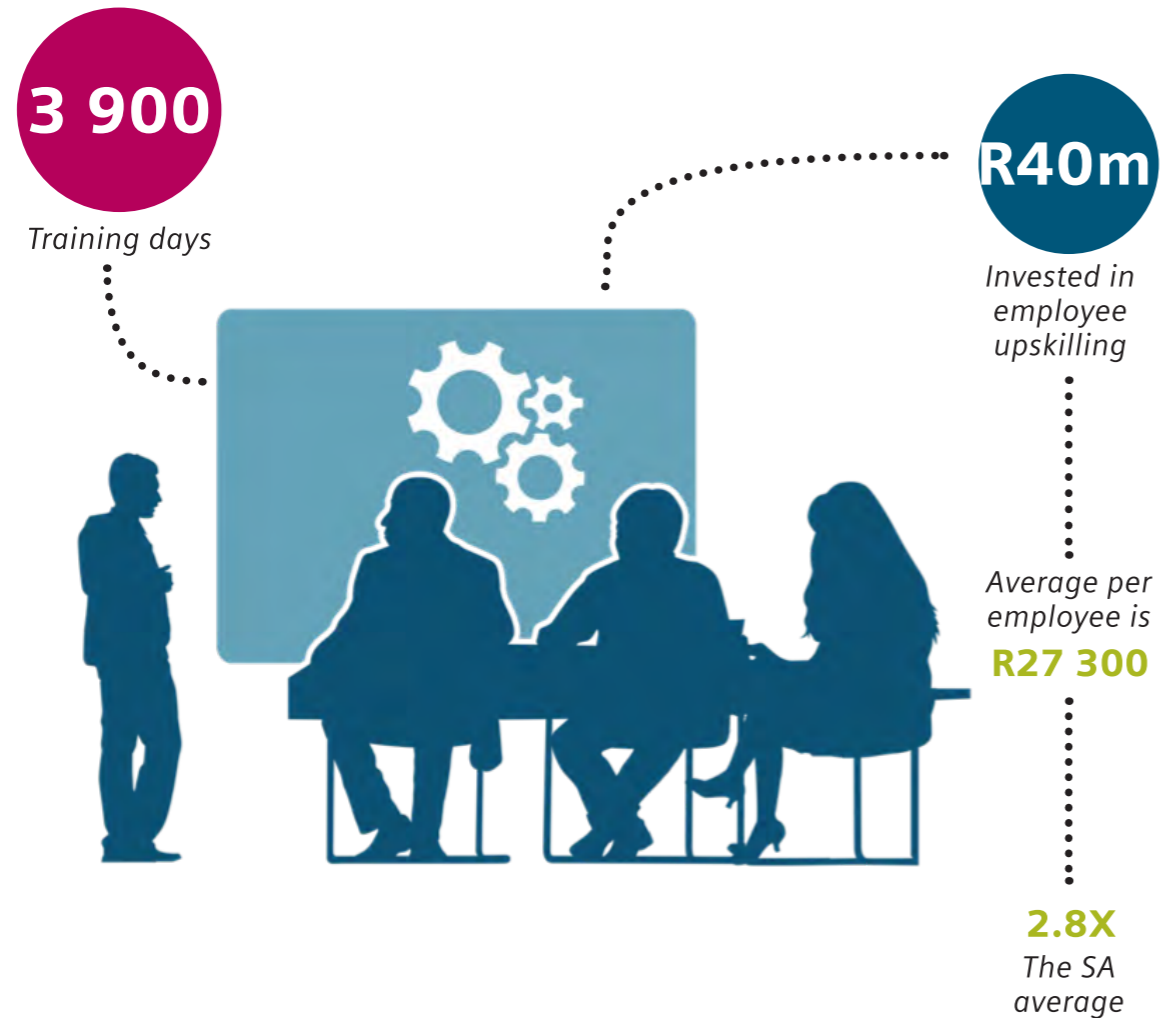 3 900
Training days
R40m
Invested in
employee
upskilling
Average per
employee is
R27 300
2.8X
The SA
average